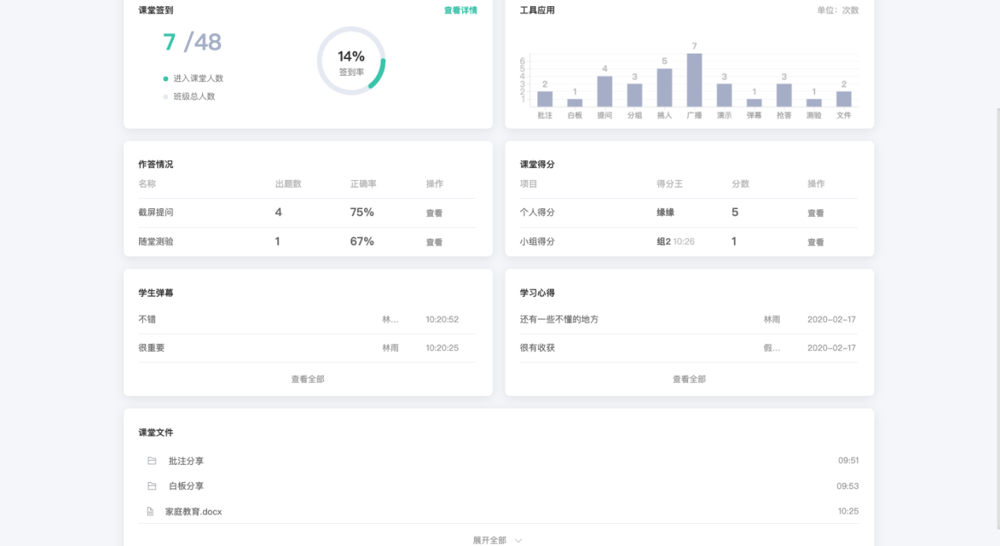 课堂签到 查看详情
7 /48
14%
签到率
进入课堂人数
班级总人数
工具应用 单位：次数
7
6
5
4
3
2
1
2 1 4 3 5 7 3 1 3 1 2
批注 白板 提问 分组 挑人 广播 演示 弹幕 抢答 测验 文件
作答情况
名称 出题数 正确率 操作
截屏提问 4 75% 查看
随堂测验 1 67% 查看
课堂得分
项目 得分王 分数 操作
个人得分 缘缘 5 查看
小组得分 组2 10:26 1 查看
学生弹幕
不错 林... 10:20:52
很重要 林雨 10:20:25
查看全部
学习心得
还有一些不懂的地方 林雨 2020-02-17
很有收获 假... 2020-02-17
查看全部
课堂文件
批注分享 09:51
白板分享 09:53
家庭教育.docx 10:25
展开全部